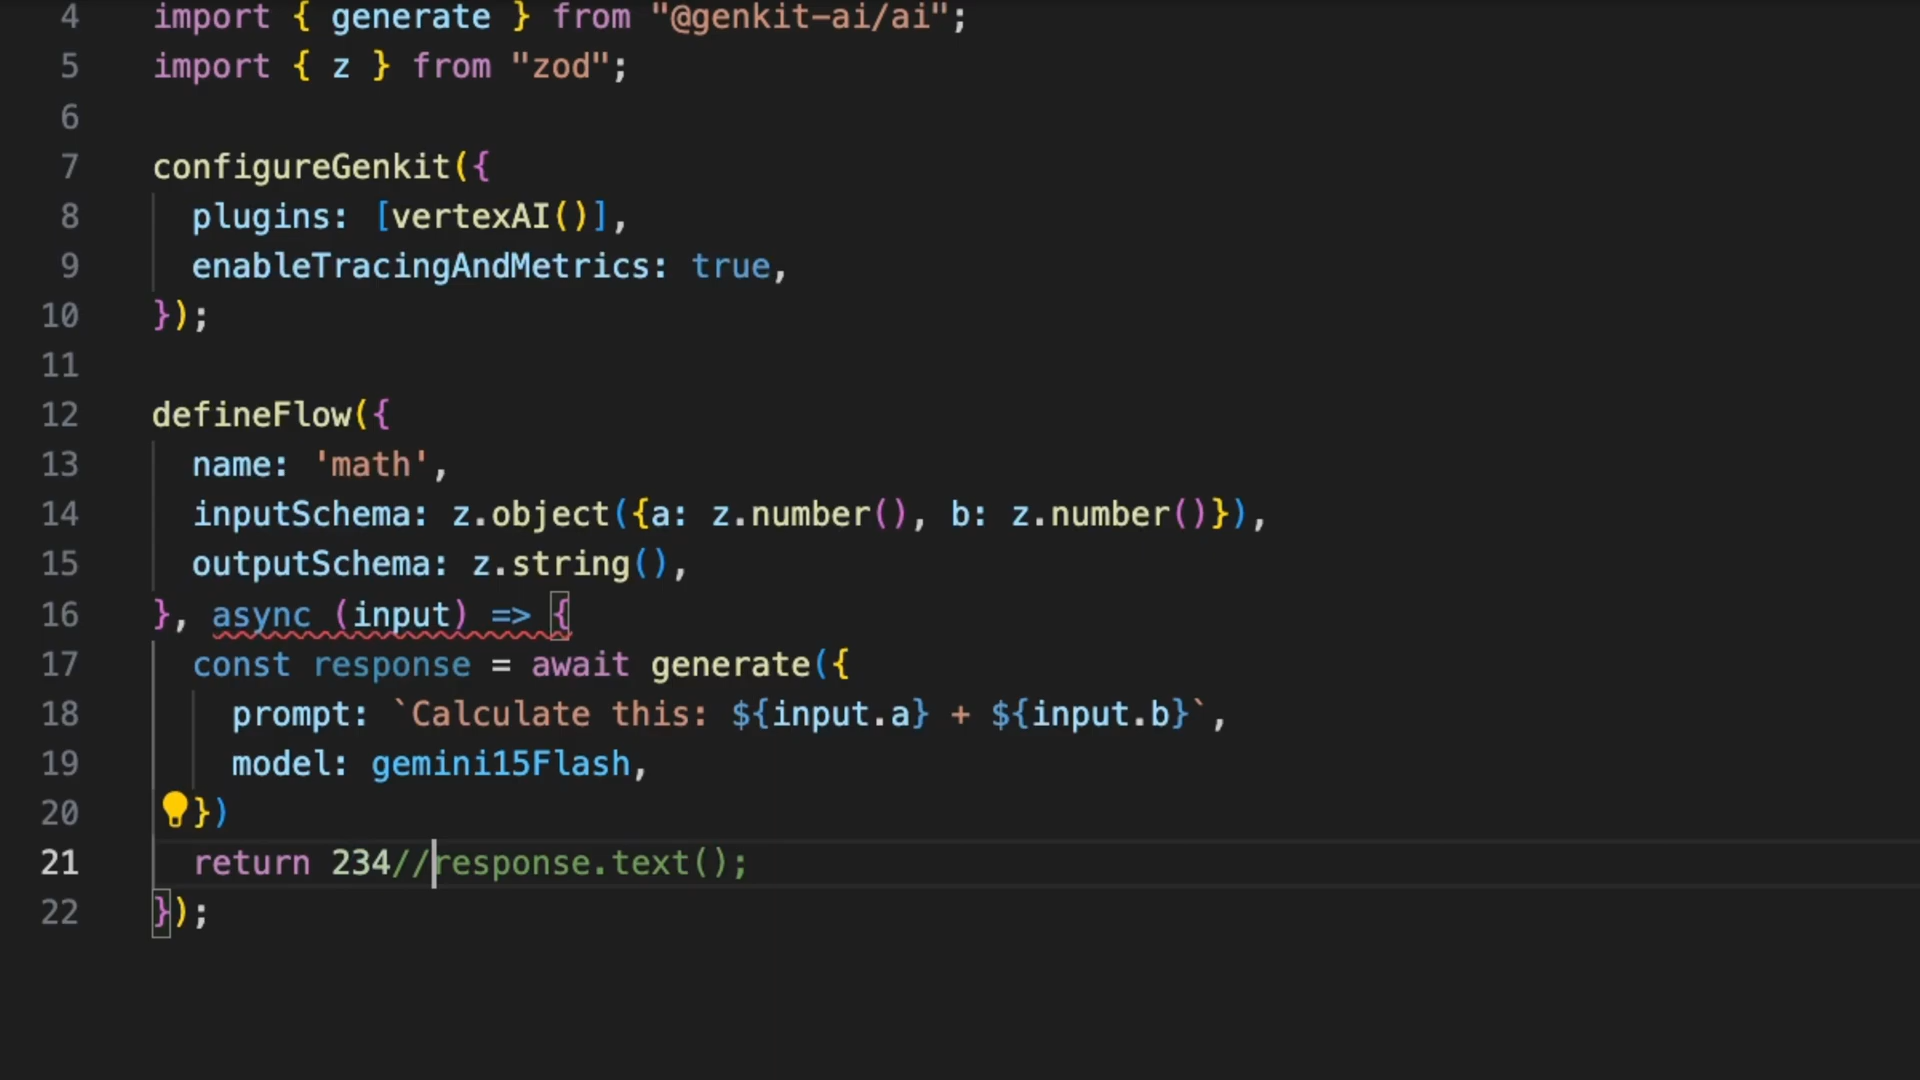 4 import { generate } from "@genkit-ai/ai";
5 import { z } from "zod";
6
7 configureGenkit({
8 plugins: [vertexAI()],
9 enableTracingAndMetrics: true,
10 });
11
12 defineFlow({
13 name: 'math',
14 inputSchema: z.object({a: z.number(), b: z.number()}),
15 outputSchema: z.string(),
16 }, async (input) => {
17 const response = await generate({
18 prompt: `Calculate this: ${input.a} + ${input.b}`,
19 model: gemini15Flash,
20 })
21 return 234//response.text();
22 });